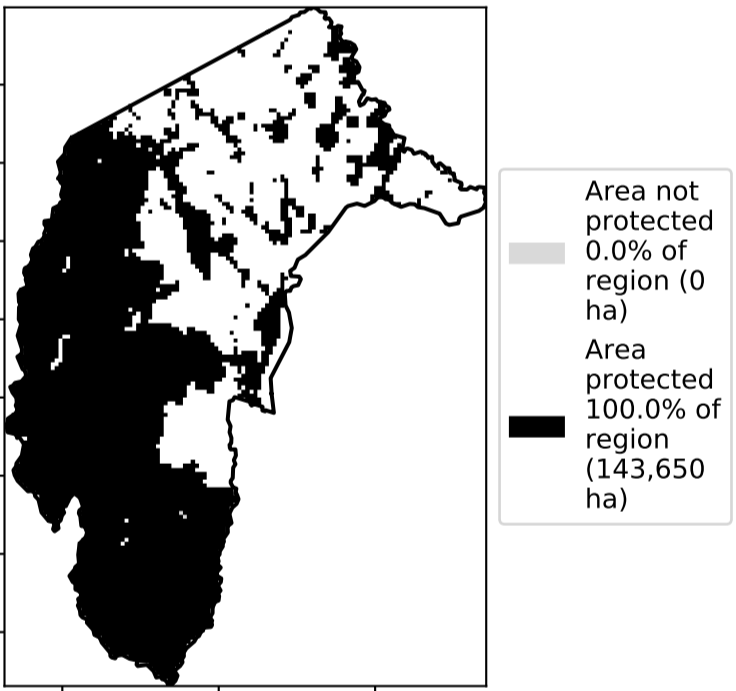 Area not
protected
0.0% of
region (0
ha)
Area
protected
100.0% of
region
(143,650
ha)